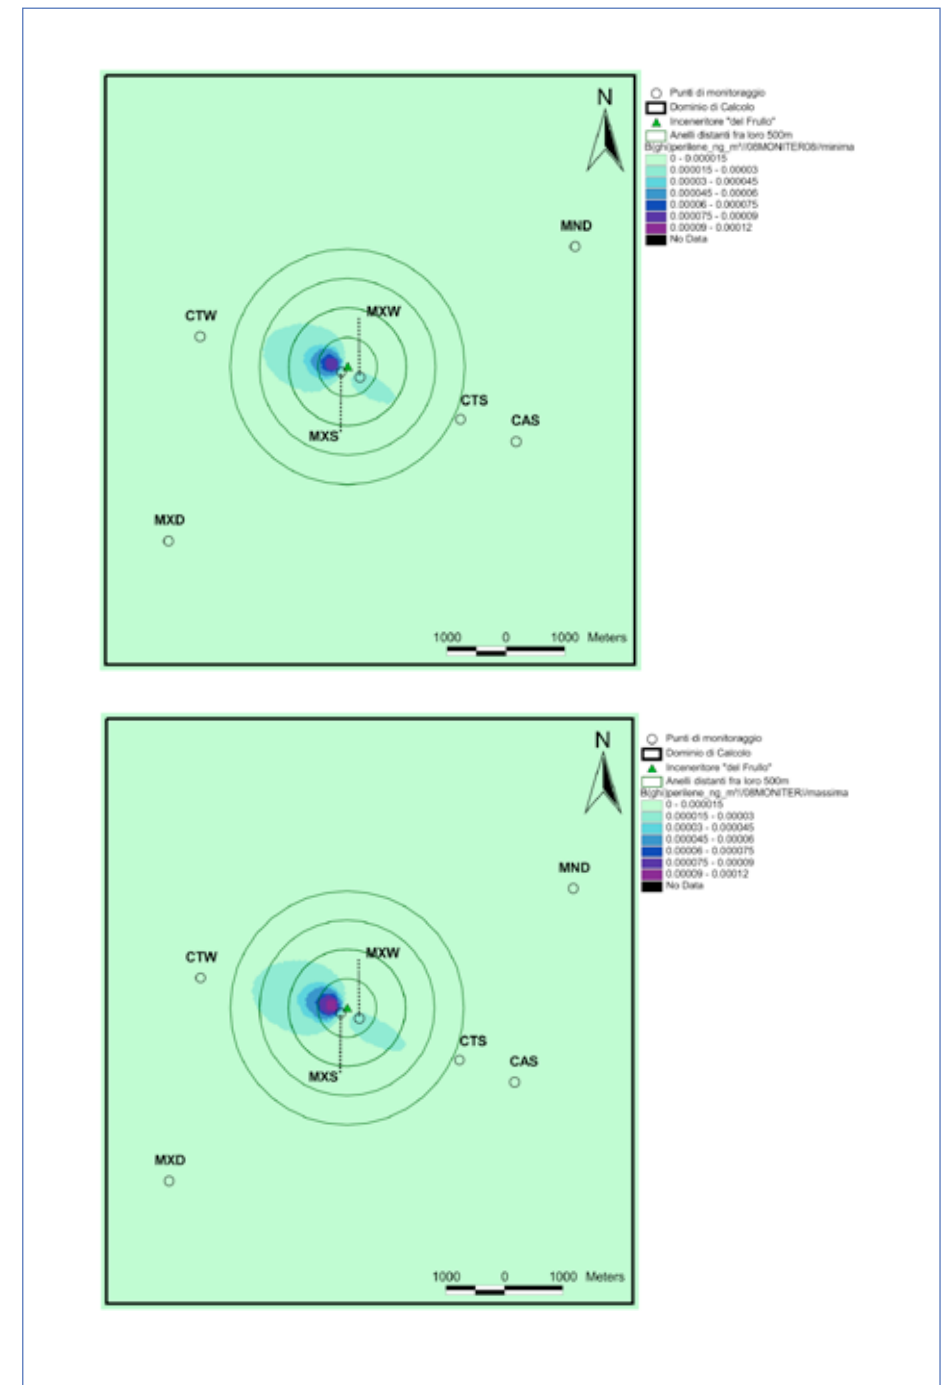 N
Punti di monitoraggio
Dominio di Calcolo
Inceneritore "del Frullo"
Anelli distanti fra loro 500m
B(ghi)perilene_ng_m³//08MONITER08//minima
0 - 0.000015
0.000015 - 0.00003
0.00003 - 0.000045
0.000045 - 0.00006
0.00006 - 0.000075
0.000075 - 0.00009
0.00009 - 0.00012
No Data
MND
CTW
MXW
CTS
CAS
MXS
MXD
1000 0 1000 Meters
N
Punti di monitoraggio
Dominio di Calcolo
Inceneritore "del Frullo"
Anelli distanti fra loro 500m
B(ghi)perilene_ng_m³//08MONITER//massima
0 - 0.000015
0.000015 - 0.00003
0.00003 - 0.000045
0.000045 - 0.00006
0.00006 - 0.000075
0.000075 - 0.00009
0.00009 - 0.00012
No Data
MND
CTW
MXW
CTS
CAS
MXS
MXD
1000 0 1000 Meters